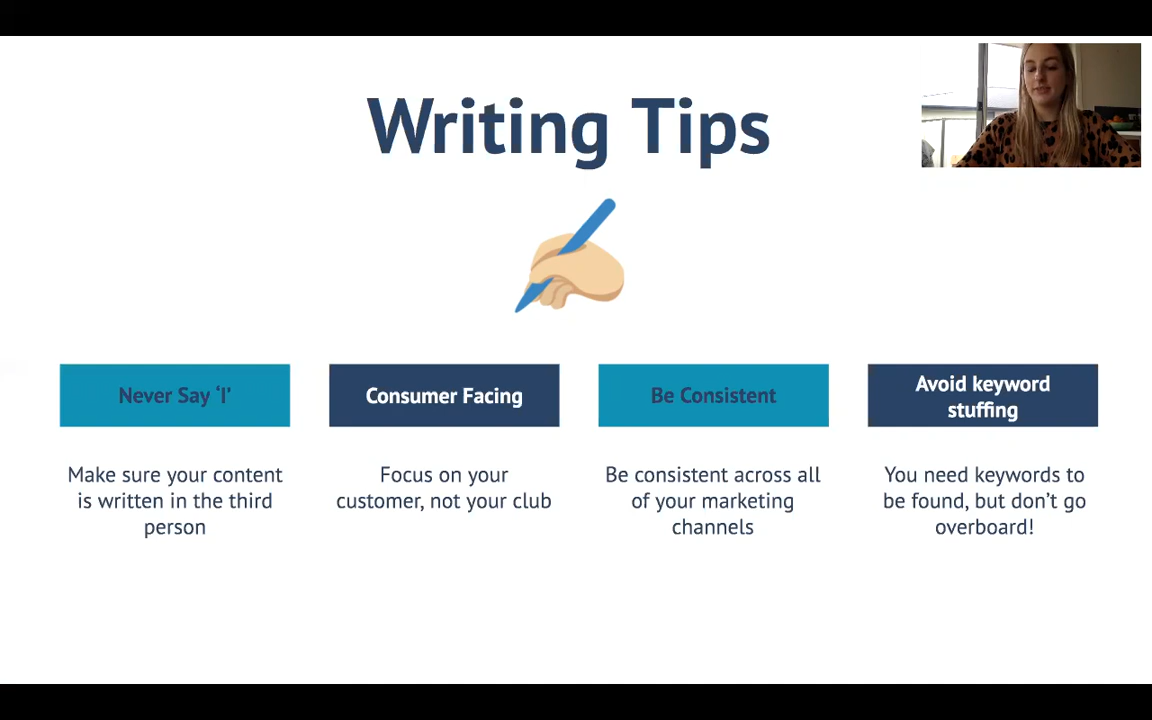 Writing Tips
Never Say ‘I’
Consumer Facing
Be Consistent
Avoid keyword
stuffing
Make sure your content
is written in the third
person
Focus on your
customer, not your club
Be consistent across all
of your marketing
channels
You need keywords to
be found, but don’t go
overboard!